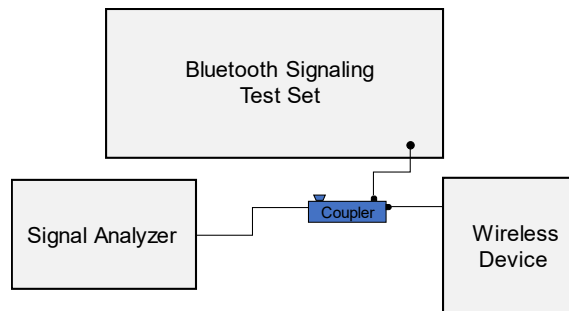 Bluetooth Signaling
Test Set
Signal Analyzer
Coupler
Wireless
Device